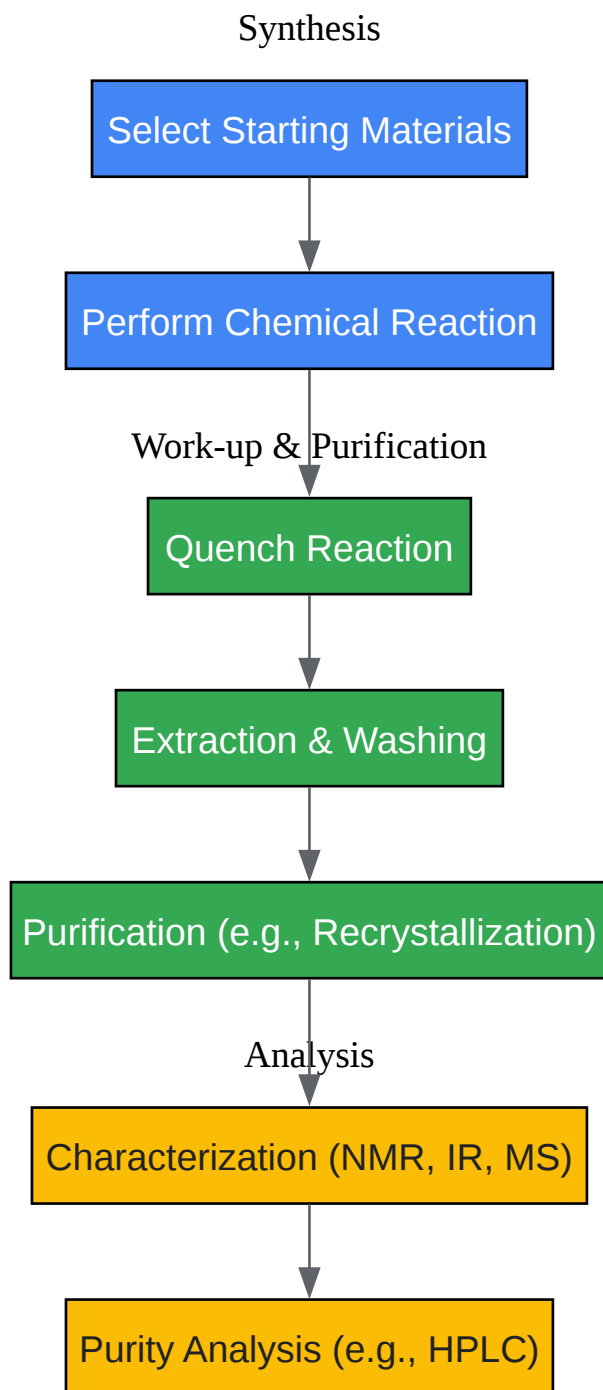 Synthesis
Select Starting Materials
Perform Chemical Reaction
Work-up & Purification
Quench Reaction
Extraction & Washing
Purification (e.g., Recrystallization)
Analysis
Characterization (NMR, IR, MS)
Purity Analysis (e.g., HPLC)